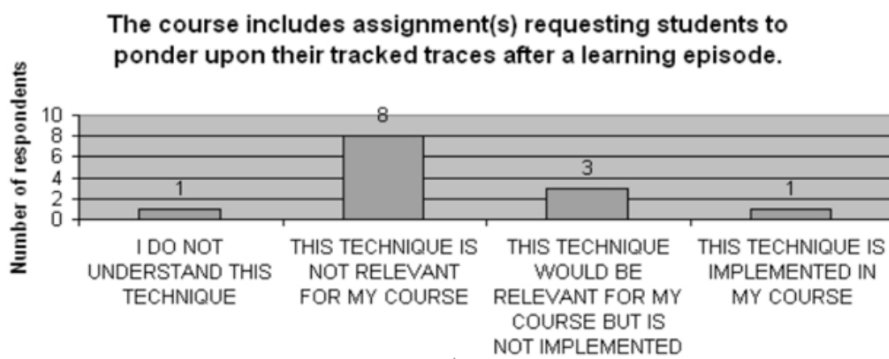 The course includes assignment(s) requesting students to
ponder upon their tracked traces after a learning episode.
Number of respondents
10
8
6
4
2
0
1
8
3
1
I DO NOT
UNDERSTAND THIS
TECHNIQUE
THIS TECHNIQUE IS
NOT RELEVANT
FOR MY COURSE
THIS TECHNIQUE
WOULD BE
RELEVANT FOR MY
COURSE BUT IS
NOT IMPLEMENTED
THIS TECHNIQUE IS
IMPLEMENTED IN
MY COURSE